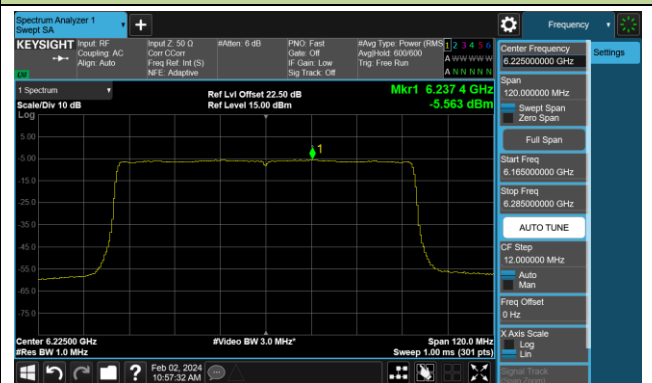 Spectrum Analyzer 1
Swept SA
+
Frequency
KEYSIGHT
Input: RF
Coupling: AC
Align: Auto
Input Z: 50 Ω
Corr CCorr
Freq Ref: Int (S)
NFE: Adaptive
#Atten: 6 dB
PNO: Fast
Gate: Off
IF Gain: Low
Sig Track: Off
#Avg Type: Power (RMS)
Avg|Hold: 600/600
Trig: Free Run
1 2 3 4 5 6
A W W W W W
A N N N N N
LNI
1 Spectrum
Scale/Div 10 dB
Log
Ref Lvl Offset 22.50 dB
Ref Level 15.00 dBm
Mkr1 6.237 4 GHz
-5.563 dBm
1
5.00
-5.00
-15.0
-25.0
-35.0
-45.0
-55.0
-65.0
-75.0
Center 6.22500 GHz
#Res BW 1.0 MHz
#Video BW 3.0 MHz*
Span 120.0 MHz
Sweep 1.00 ms (301 pts)
Feb 02, 2024
10:57:32 AM
?
Center Frequency
6.225000000 GHz
Settings
Span
120.000000 MHz
Swept Span
Zero Span
Full Span
Start Freq
6.165000000 GHz
Stop Freq
6.285000000 GHz
AUTO TUNE
CF Step
12.000000 MHz
Auto
Man
Freq Offset
0 Hz
X Axis Scale
Log
Lin
Signal Track